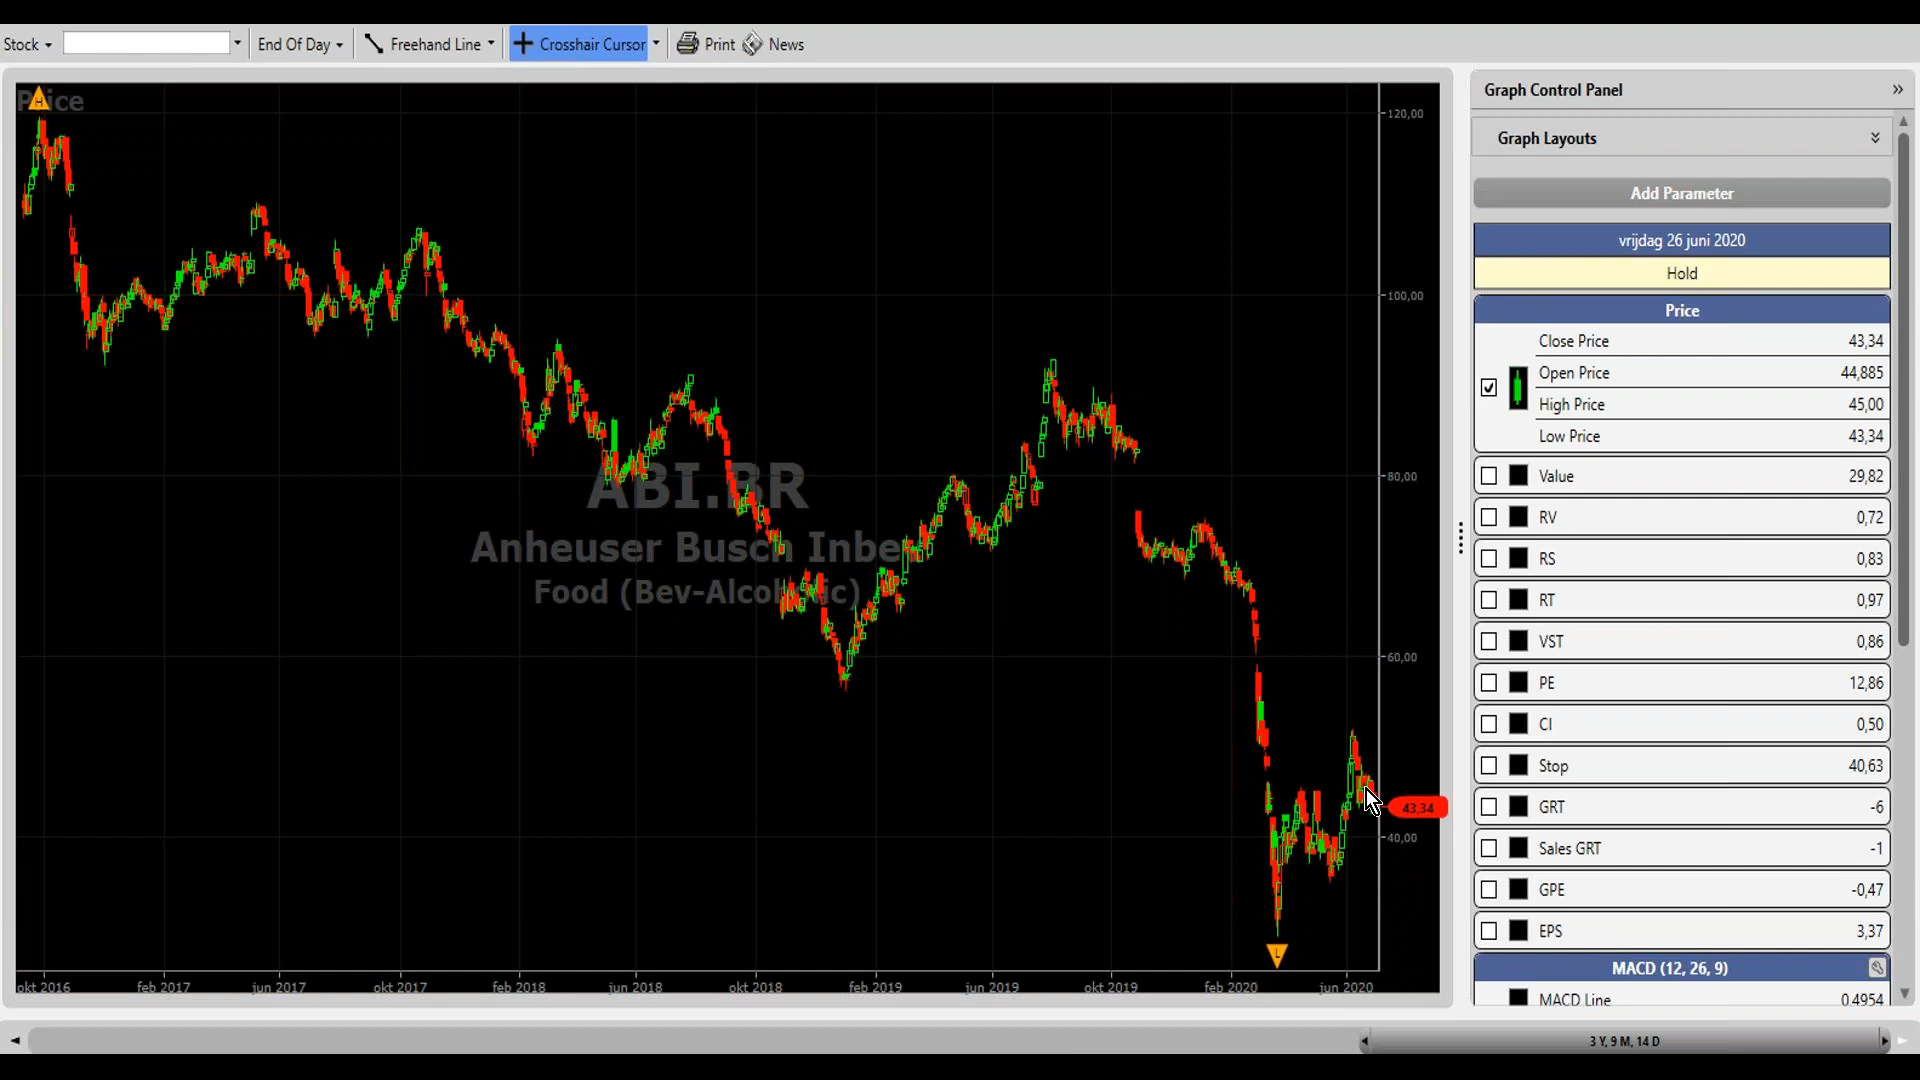 Stock
End Of Day
Freehand Line
Crosshair Cursor
Print
News
Price
H
120,00
100,00
80,00
60,00
43,34
40,00
ABI.BR
Anheuser Busch Inbe
Food (Bev-Alcoholic)
L
okt 2016
feb 2017
jun 2017
okt 2017
feb 2018
jun 2018
okt 2018
feb 2019
jun 2019
okt 2019
feb 2020
jun 2020
Graph Control Panel
Graph Layouts
Add Parameter
vrijdag 26 juni 2020
Hold
Price
Close Price 43,34
Open Price 44,885
High Price 45,00
Low Price 43,34
Value 29,82
RV 0,72
RS 0,83
RT 0,97
VST 0,86
PE 12,86
CI 0,50
Stop 40,63
GRT -6
Sales GRT -1
GPE -0,47
EPS 3,37
MACD (12, 26, 9)
MACD Line 0,4954
3 Y, 9 M, 14 D